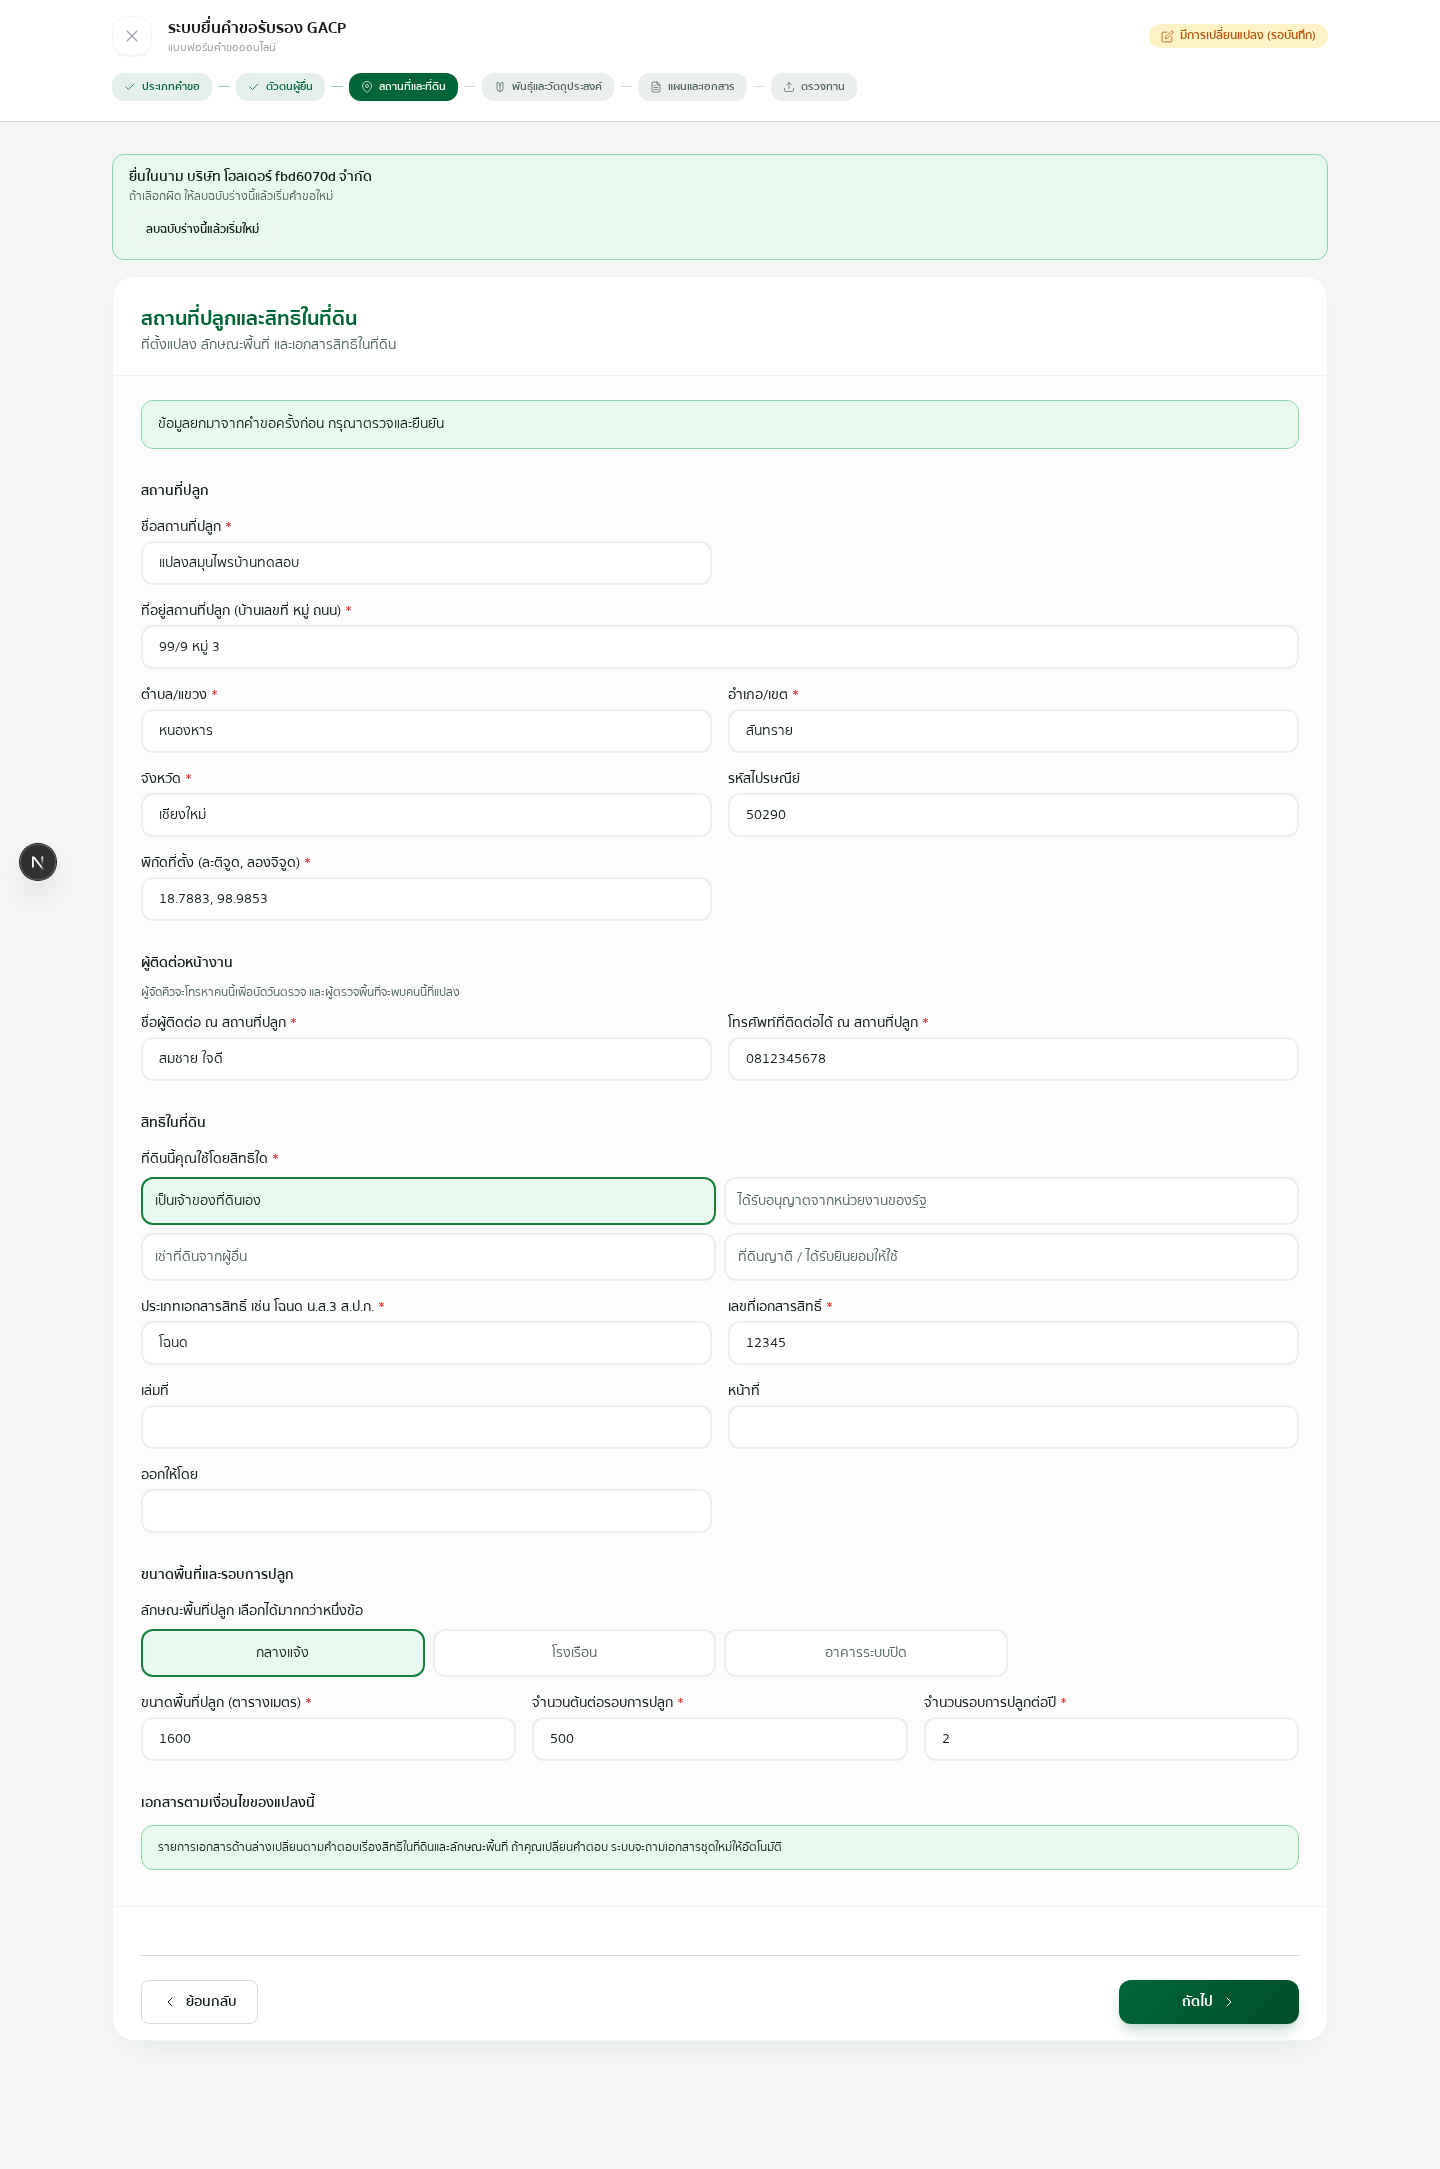 ระบบยื่นคำขอรับรอง GACP
แบบฟอร์มคำขอออนไลน์
มีการเปลี่ยนแปลง (รอบันทึก)
ประเภทคำขอ
ตัวตนผู้ยื่น
สถานที่และที่ดิน
พันธุ์และวัตถุประสงค์
แผนและเอกสาร
ตรวจทาน
ยื่นในนาม บริษัท โฮลเดอร์ fbd6070d จำกัด
ถ้าเลือกผิด ให้ลบฉบับร่างนี้แล้วเริ่มคำขอใหม่
ลบฉบับร่างนี้แล้วเริ่มใหม่
สถานที่ปลูกและสิทธิในที่ดิน
ที่ตั้งแปลง ลักษณะพื้นที่ และเอกสารสิทธิในที่ดิน
ข้อมูลยกมาจากคำขอครั้งก่อน กรุณาตรวจและยืนยัน
สถานที่ปลูก
ชื่อสถานที่ปลูก *
แปลงสมุนไพรบ้านทดสอบ
ที่อยู่สถานที่ปลูก (บ้านเลขที่ หมู่ ถนน) *
99/9 หมู่ 3
ตำบล/แขวง *
อำเภอ/เขต *
หนองหาร
สันทราย
จังหวัด *
รหัสไปรษณีย์
เชียงใหม่
50290
พิกัดที่ตั้ง (ละติจูด, ลองจิจูด) *
18.7883, 98.9853
ผู้ติดต่อหน้างาน
ผู้จัดคิวจะโทรหาคนนี้เพื่อนัดวันตรวจ และผู้ตรวจพื้นที่จะพบคนนี้ที่แปลง
ชื่อผู้ติดต่อ ณ สถานที่ปลูก *
โทรศัพท์ที่ติดต่อได้ ณ สถานที่ปลูก *
สมชาย ใจดี
0812345678
สิทธิในที่ดิน
ที่ดินนี้คุณใช้โดยสิทธิใด *
เป็นเจ้าของที่ดินเอง
ได้รับอนุญาตจากหน่วยงานของรัฐ
เช่าที่ดินจากผู้อื่น
ที่ดินญาติ / ได้รับยินยอมให้ใช้
ประเภทเอกสารสิทธิ์ เช่น โฉนด น.ส.3 ส.ป.ก. *
เลขที่เอกสารสิทธิ์ *
โฉนด
12345
เล่มที่
หน้าที่
ออกให้โดย
ขนาดพื้นที่และรอบการปลูก
ลักษณะพื้นที่ปลูก เลือกได้มากกว่าหนึ่งข้อ
กลางแจ้ง
โรงเรือน
อาคารระบบปิด
ขนาดพื้นที่ปลูก (ตารางเมตร) *
จำนวนต้นต่อรอบการปลูก *
จำนวนรอบการปลูกต่อปี *
1600
500
2
เอกสารตามเงื่อนไขของแปลงนี้
รายการเอกสารด้านล่างเปลี่ยนตามคำตอบเรื่องสิทธิในที่ดินและลักษณะพื้นที่ ถ้าคุณเปลี่ยนคำตอบ ระบบจะถามเอกสารชุดใหม่ให้อัตโนมัติ
ย้อนกลับ
ถัดไป